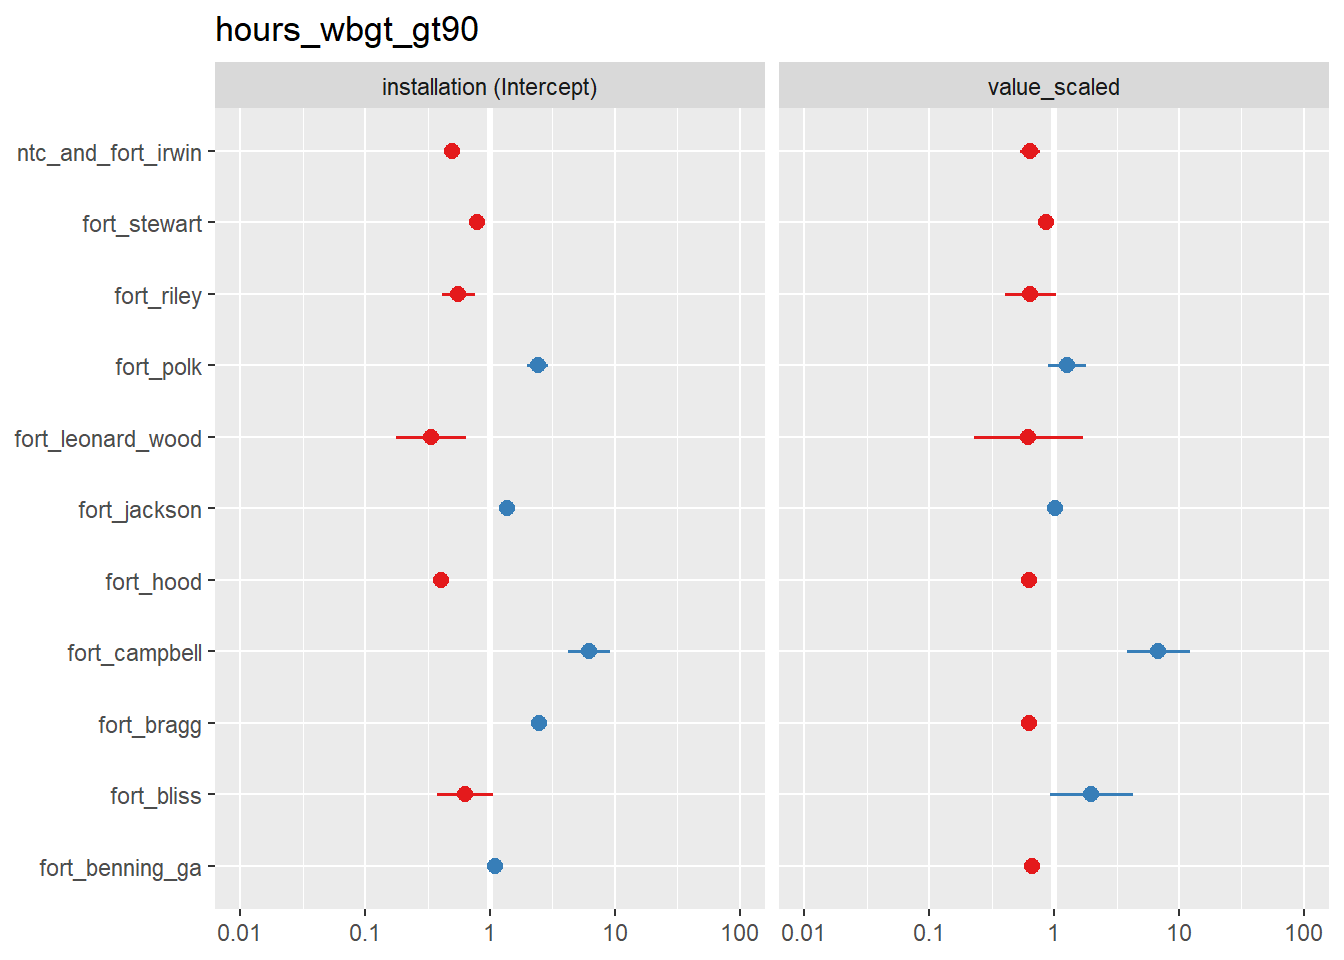 hours_wbgt_gt90
installation (Intercept)
value_scaled
ntc_and_fort_irwin
fort_stewart
fort_riley
fort_polk
fort_leonard_wood
fort_jackson
fort_hood
fort_campbell
fort_bragg
fort_bliss
fort_benning_ga
0.01 0.1 1 10 100
0.01 0.1 1 10 100